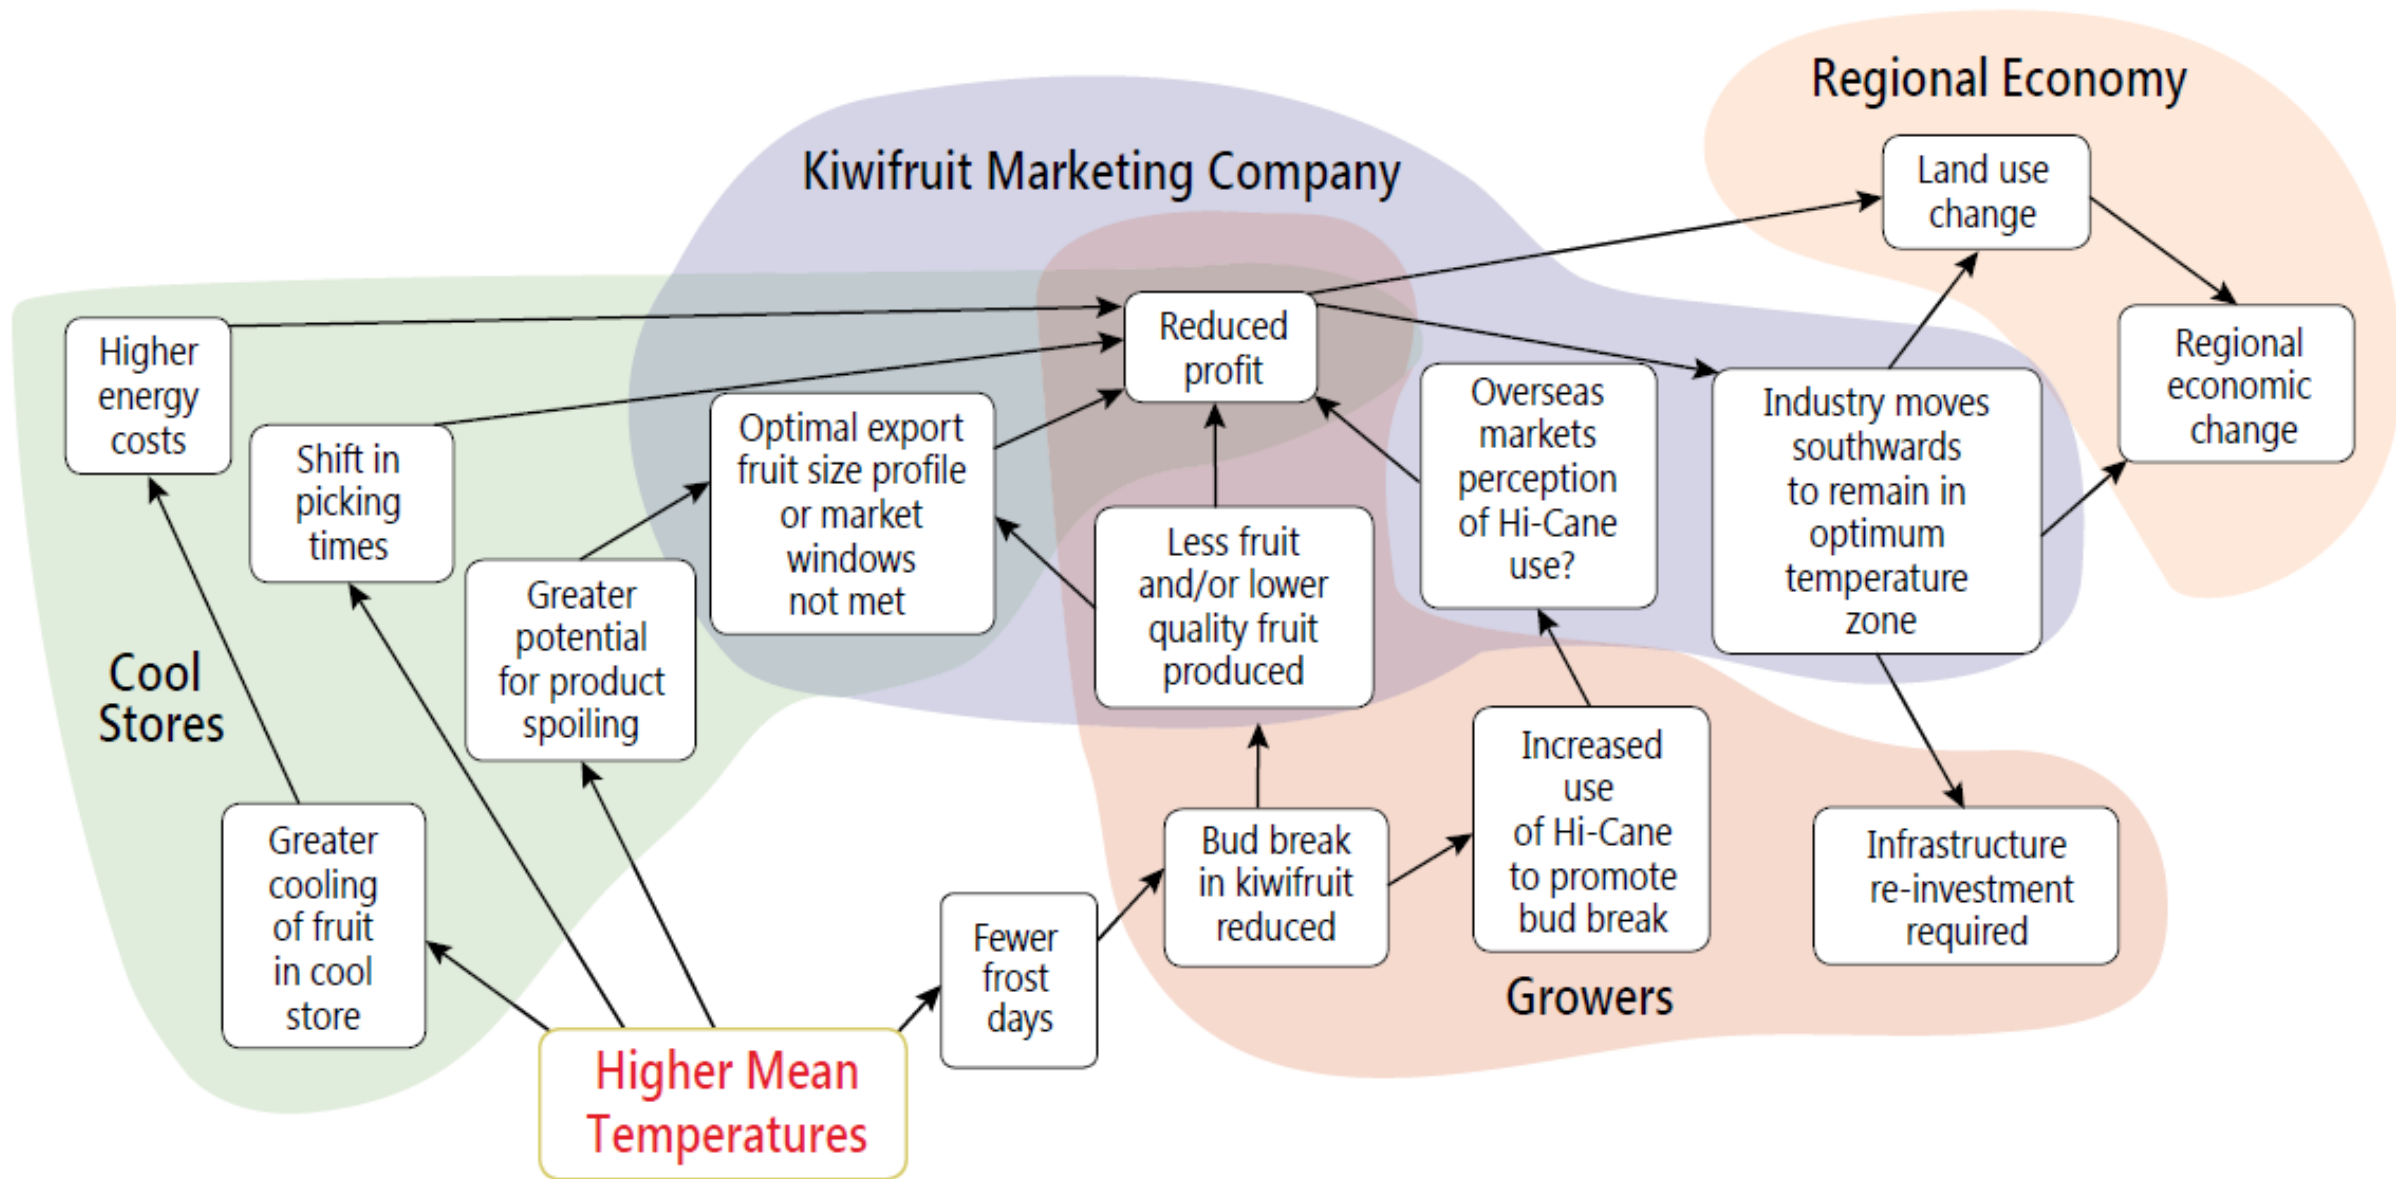 Regional Economy
Kiwifruit Marketing Company
Land use
change
Reduced
profit
Regional
economic
change
Higher
energy
costs
Shift in
picking
times
Optimal export
fruit size profile
or market
windows
not met
Overseas
markets
perception
of Hi-Cane
use?
Industry moves
southwards
to remain in
optimum
temperature
zone
Greater
potential
for product
spoiling
Less fruit
and/or lower
quality fruit
produced
Cool
Stores
Greater
cooling
of fruit
in cool
store
Bud break
in kiwifruit
reduced
Increased
use
of Hi-Cane
to promote
bud break
Infrastructure
re-investment
required
Fewer
frost
days
Growers
Higher Mean
Temperatures